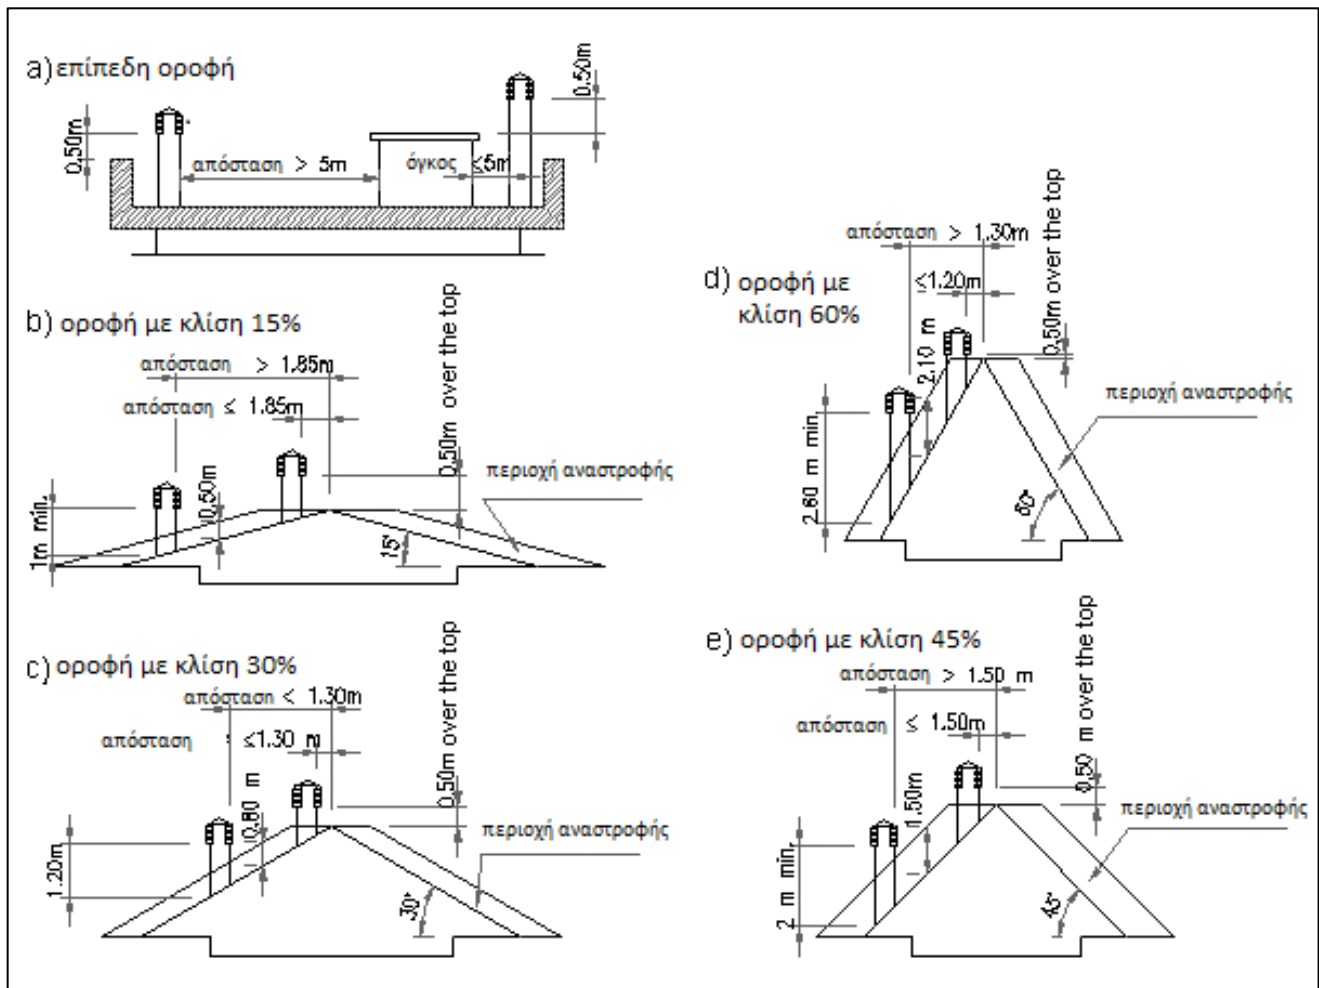 a) επίπεδη οροφή
0.50m
0.50m
απόσταση > 5m
όγκος ≤5m
b) οροφή με κλίση 15%
απόσταση > 1.85m
απόσταση ≤ 1.85m
0.50m over the top
περιοχή αναστροφής
0.50m
1m min.
15°
c) οροφή με κλίση 30%
απόσταση < 1.30m
απόσταση ≤1.30 m
0.50m over the top
0.80 m
περιοχή αναστροφής
1.20m
30°
d) οροφή με
κλίση 60%
απόσταση > 1.30m
≤1.20m
0.50m over the top
2.10 m
περιοχή αναστροφής
2.60 m min.
60°
e) οροφή με κλίση 45%
απόσταση > 1.50 m
απόσταση ≤ 1.50m
0.50 m over the top
1.50m
περιοχή αναστροφής
2 m min.
45°